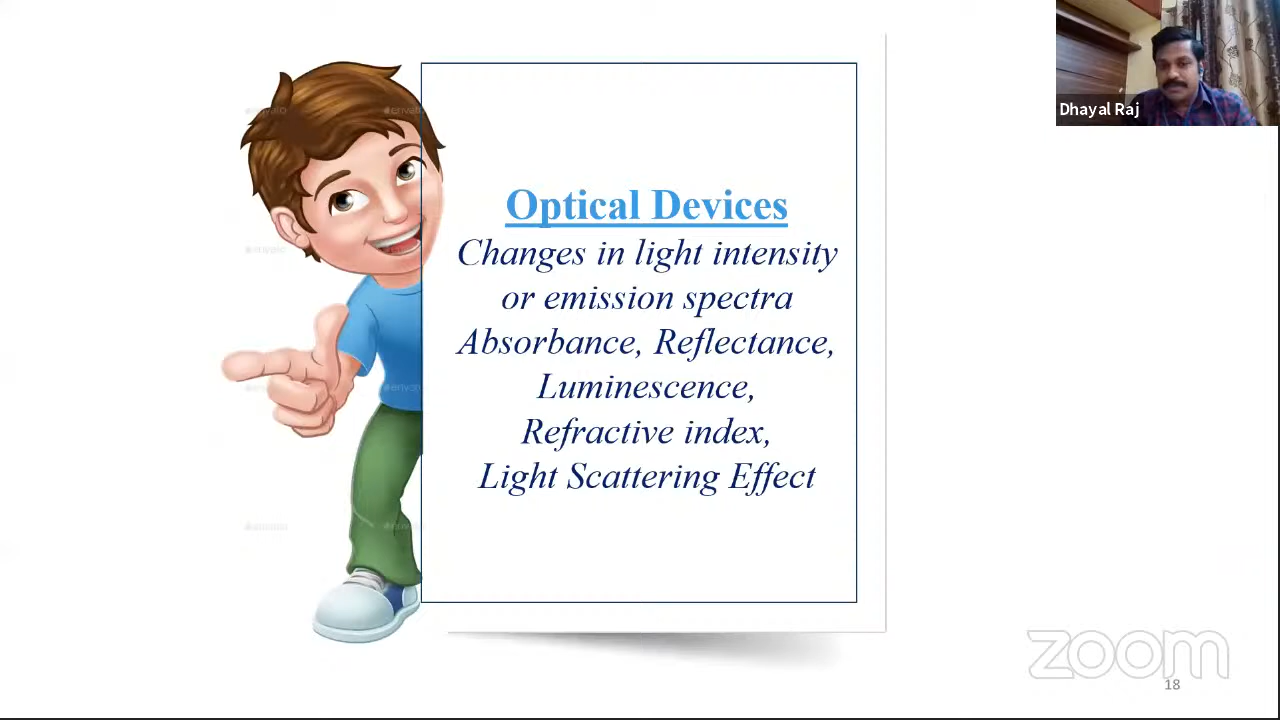 Dhayal Raj
Optical Devices
Changes in light intensity
or emission spectra
Absorbance, Reflectance,
Luminescence,
Refractive index,
Light Scattering Effect
zoom
18